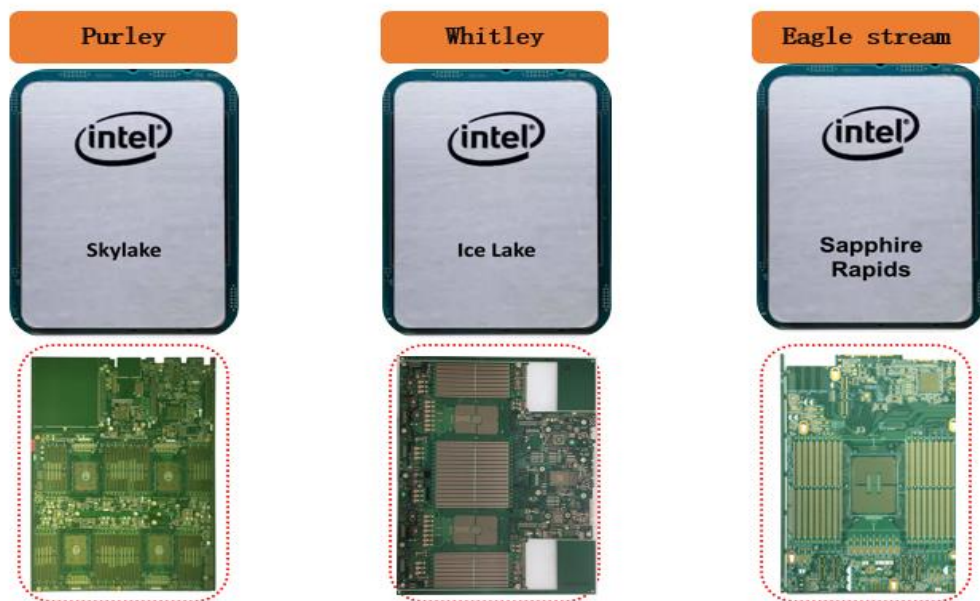 Purley
Whitley
Eagle stream
intel®
intel®
intel®
Skylake
Ice Lake
Sapphire
Rapids